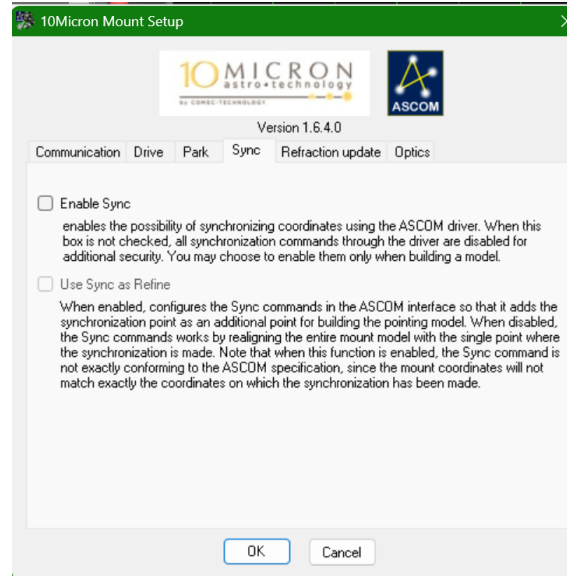 10Micron Mount Setup
10 MICRON
astro•technology
by COMEC-TECHNOLOGY
ASCOM
Version 1.6.4.0
Communication Drive Park Sync Refraction update Optics
Enable Sync
enables the possibility of synchronizing coordinates using the ASCOM driver. When this
box is not checked, all synchronization commands through the driver are disabled for
additional security. You may choose to enable them only when building a model.
Use Sync as Refine
When enabled, configures the Sync commands in the ASCOM interface so that it adds the
synchronization point as an additional point for building the pointing model. When disabled,
the Sync commands works by realigning the entire mount model with the single point where
the synchronization is made. Note that when this function is enabled, the Sync command is
not exactly conforming to the ASCOM specification, since the mount coordinates will not
match exactly the coordinates on which the synchronization has been made.
OK Cancel